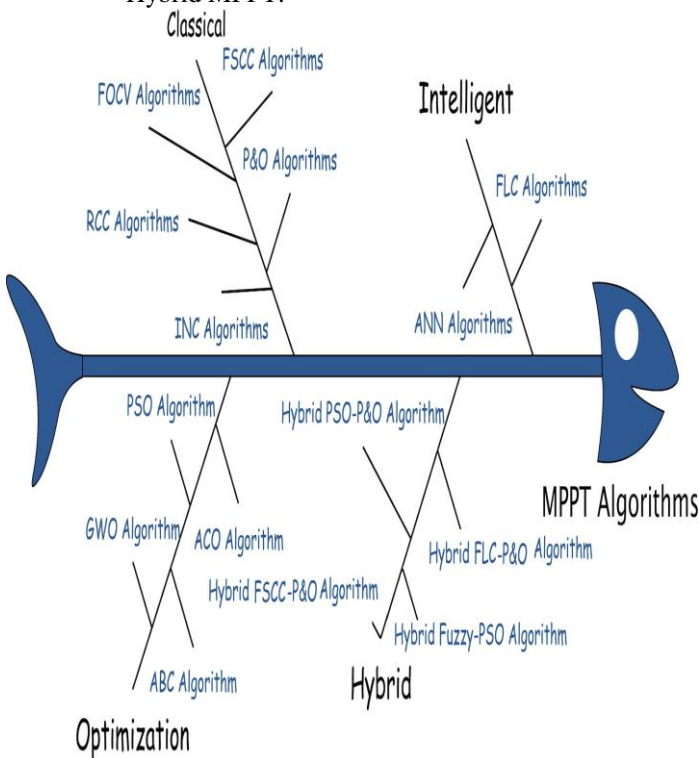 Hybrid MPPT.
Classical
FSCC Algorithms
FOCV Algorithms
P&O Algorithms
RCC Algorithms
INC Algorithms
Intelligent
FLC Algorithms
ANN Algorithms
PSO Algorithm
GWO Algorithm
ACO Algorithm
ABC Algorithm
Optimization
Hybrid PSO-P&O Algorithm
Hybrid FLC-P&O Algorithm
Hybrid FSCC-P&O Algorithm
Hybrid Fuzzy-PSO Algorithm
Hybrid
MPPT Algorithms